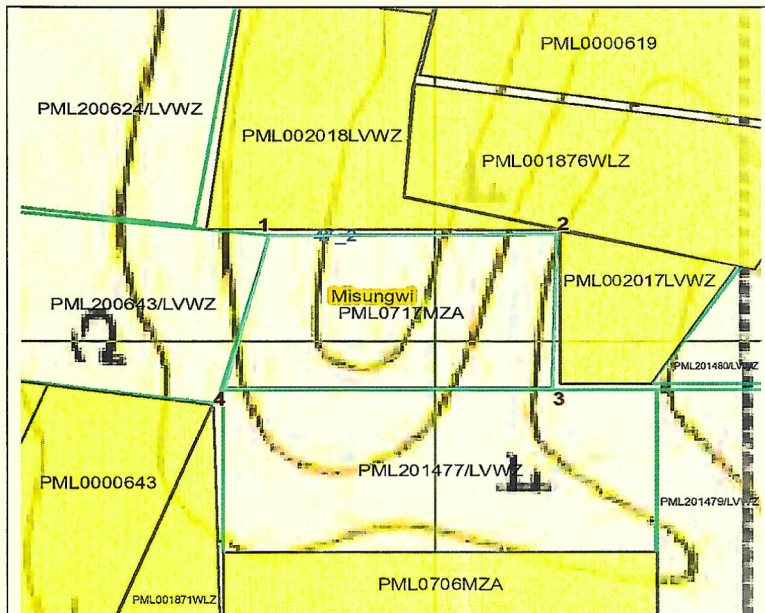 PML0000619
PML200624/LVWZ
PML002018LVWZ
PML001876WLZ
1
2
PML002017LVWZ
Misungwi
PML200643/LVWZ
PML0717MZA
PML201480/LVWZ
4
3
PML201477/LVWZ
PML0000643
PML201479/LVWZ
PML0706MZA
PML001871WLZ